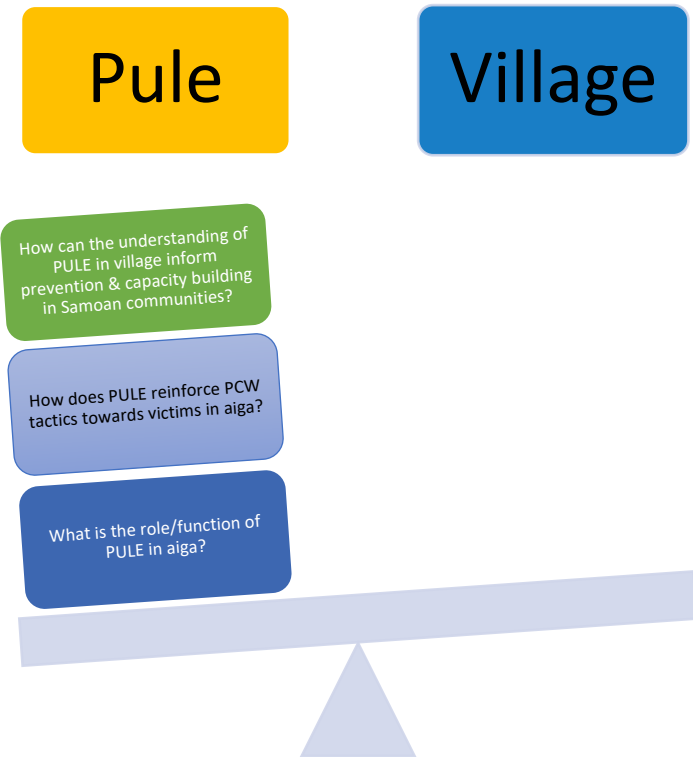 Pule
Village
How can the understanding of
PULE in village inform
prevention & capacity building
in Samoan communities?
How does PULE reinforce PCW
tactics towards victims in aiga?
What is the role/function of
PULE in aiga?